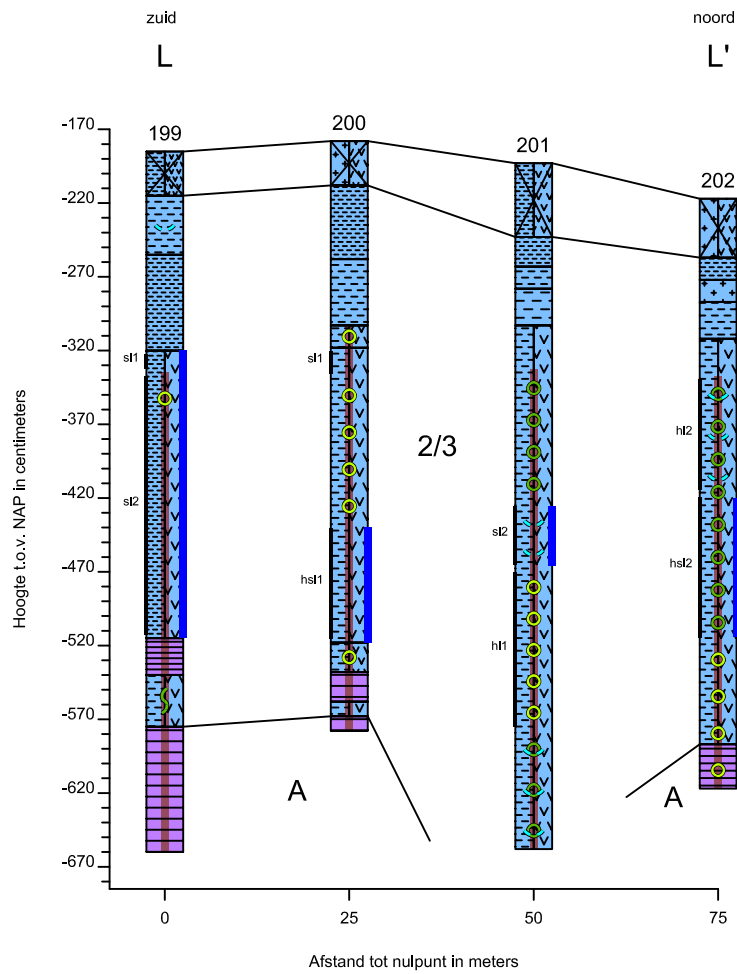 zuid
noord
L
L'
-170
199
200
201
202
-220
-270
-320
sl1
sl1
-370
hl2
2/3
-420
sl2
sl2
-470
hsl1
hsl2
-520
hl1
-570
-620
A
A
-670
Hoogte t.o.v. NAP in centimeters
0
25
50
75
Afstand tot nulpunt in meters